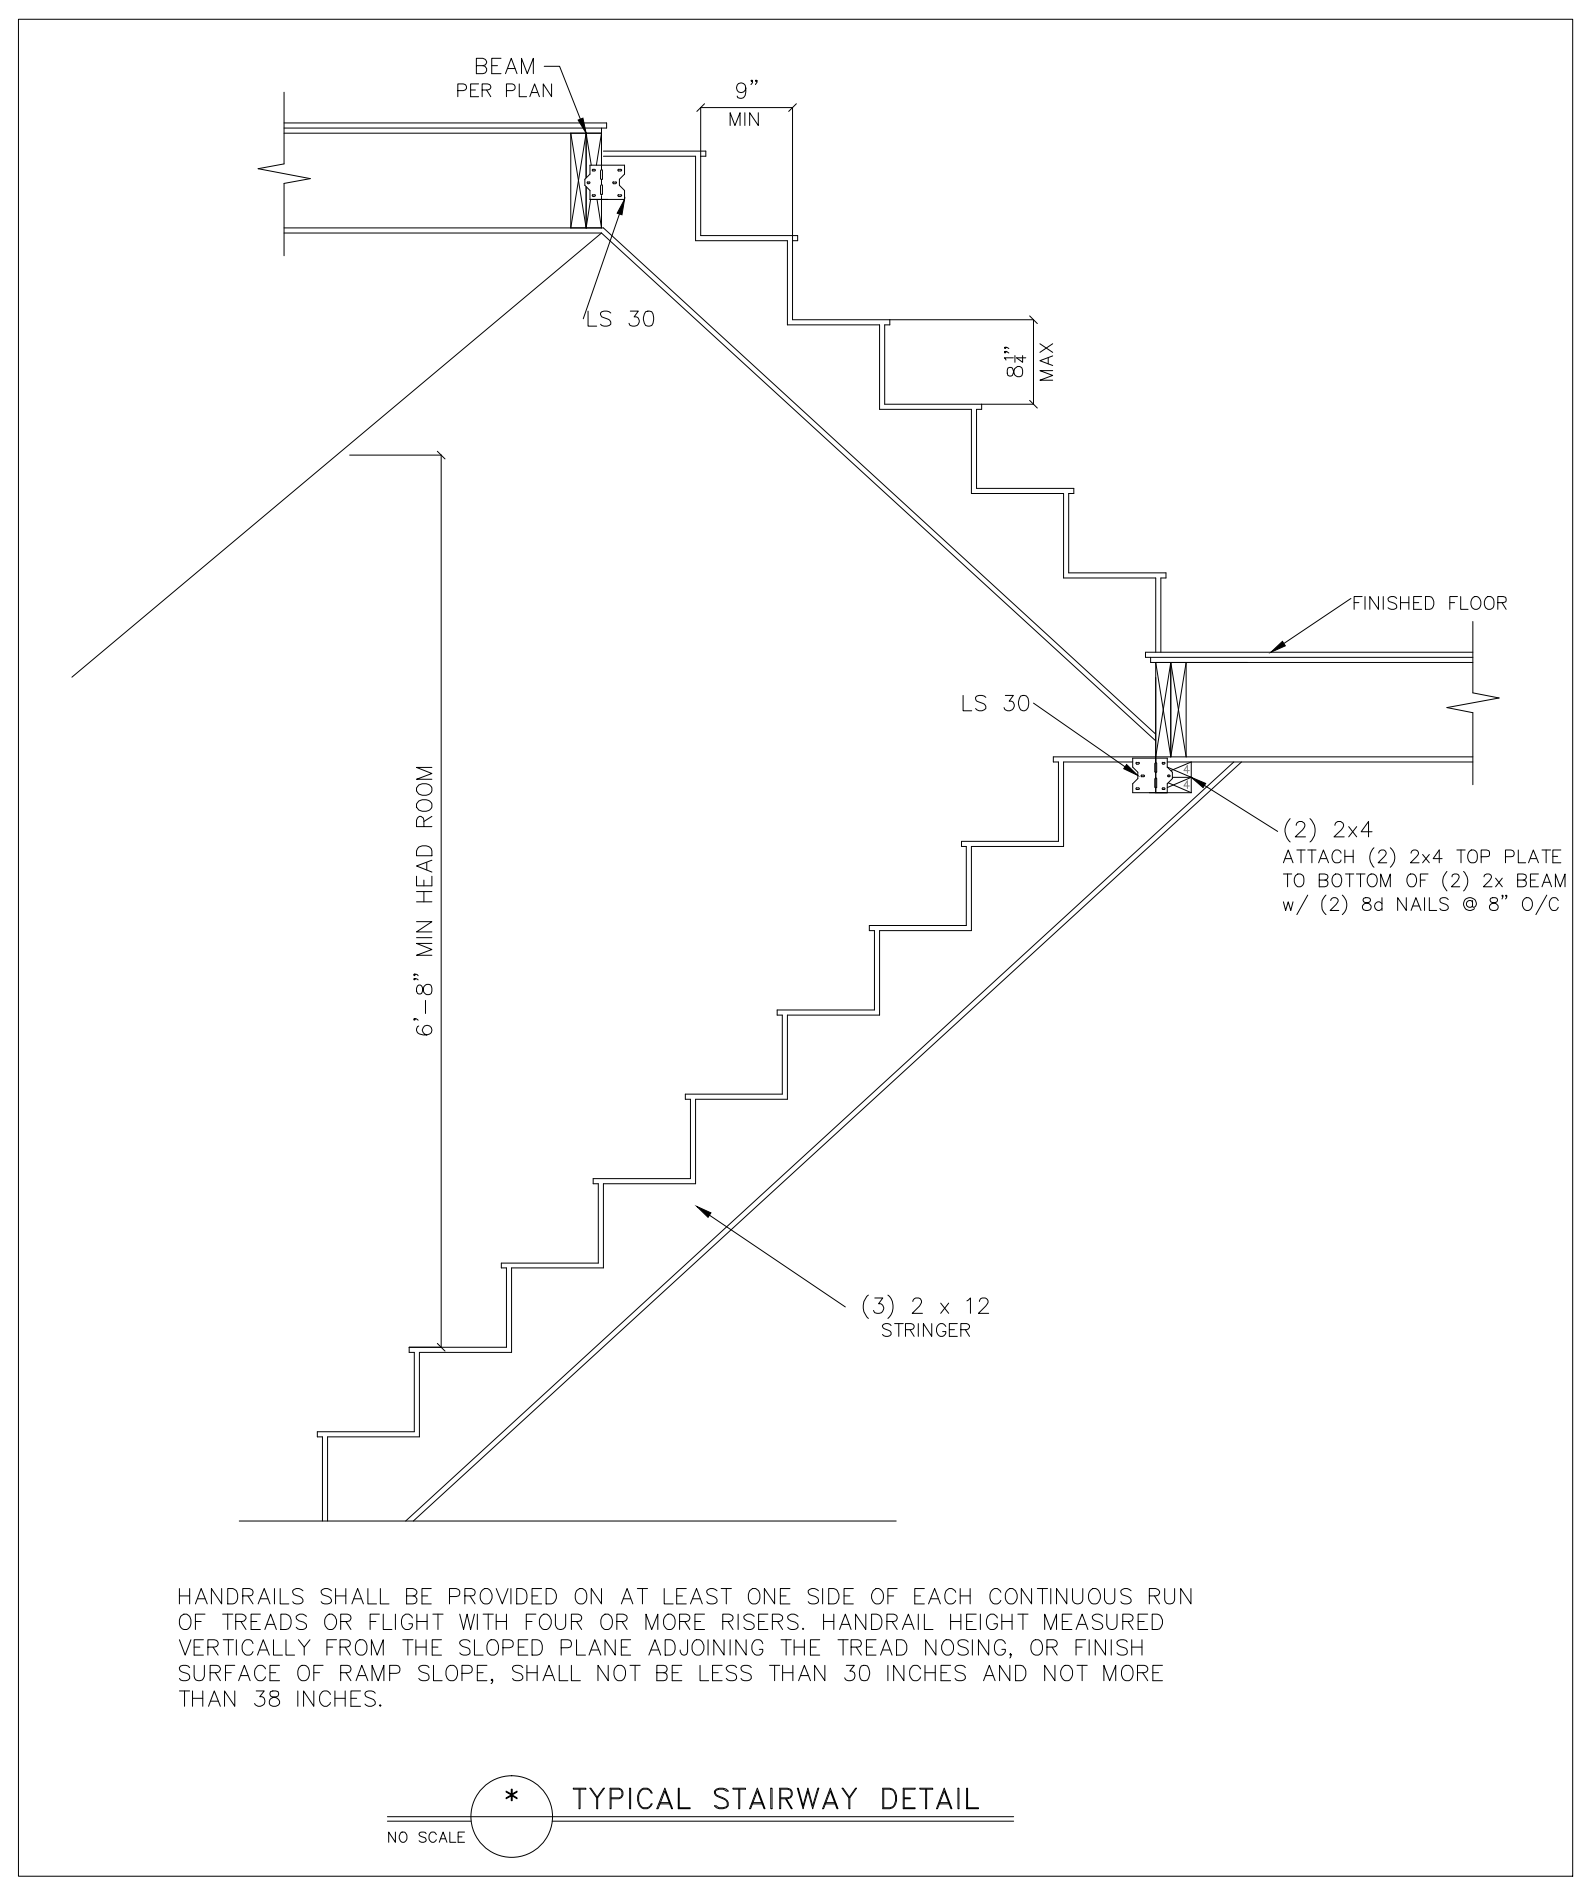 BEAM
PER PLAN
9"
MIN
LS 30
8¼"
MAX
FINISHED FLOOR
LS 30
6'-8" MIN HEAD ROOM
4
4
(2) 2x4
ATTACH (2) 2x4 TOP PLATE
TO BOTTOM OF (2) 2x BEAM
w/ (2) 8d NAILS @ 8" O/C
(3) 2 x 12
STRINGER
HANDRAILS SHALL BE PROVIDED ON AT LEAST ONE SIDE OF EACH CONTINUOUS RUN
OF TREADS OR FLIGHT WITH FOUR OR MORE RISERS. HANDRAIL HEIGHT MEASURED
VERTICALLY FROM THE SLOPED PLANE ADJOINING THE TREAD NOSING, OR FINISH
SURFACE OF RAMP SLOPE, SHALL NOT BE LESS THAN 30 INCHES AND NOT MORE
THAN 38 INCHES.
* TYPICAL STAIRWAY DETAIL
NO SCALE